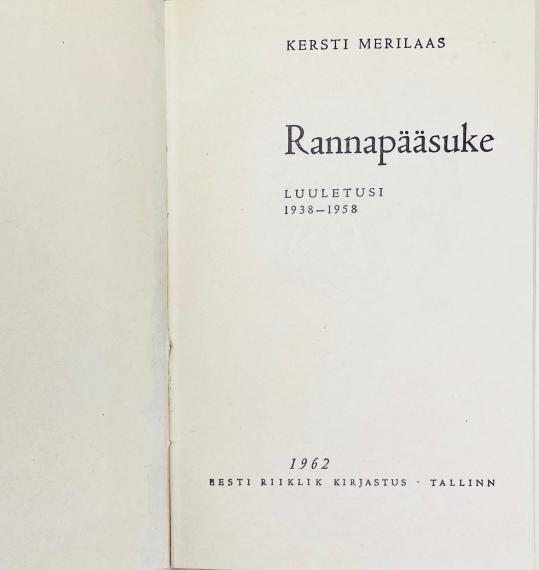 KERSTI MERILAAS
Rannapääsuke
LUULETUSI
1938—1958
1962
EESTI RIIKLIK KIRJASTUS · TALLINN